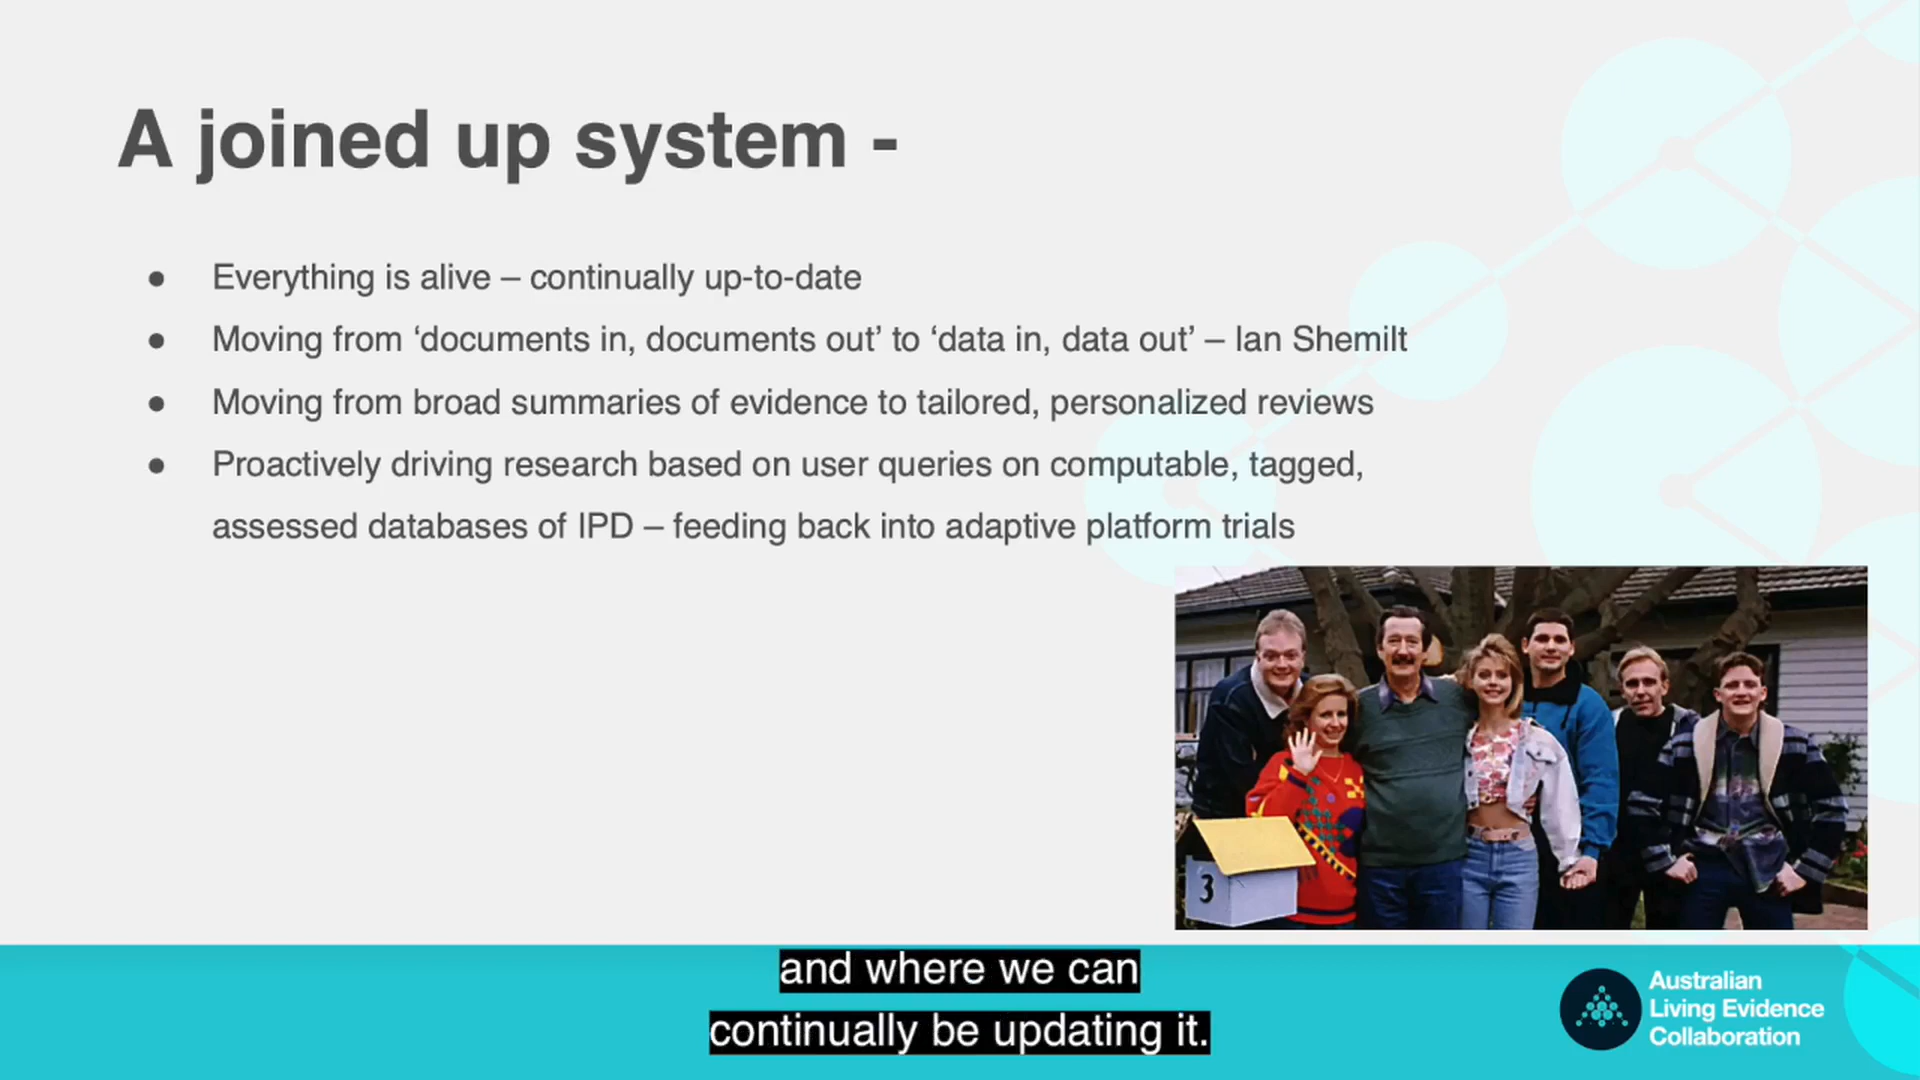 A joined up system -
● Everything is alive – continually up-to-date
● Moving from ‘documents in, documents out’ to ‘data in, data out’ – Ian Shemilt
● Moving from broad summaries of evidence to tailored, personalized reviews
● Proactively driving research based on user queries on computable, tagged,
assessed databases of IPD – feeding back into adaptive platform trials
3
and where we can
continually be updating it.
Australian
Living Evidence
Collaboration